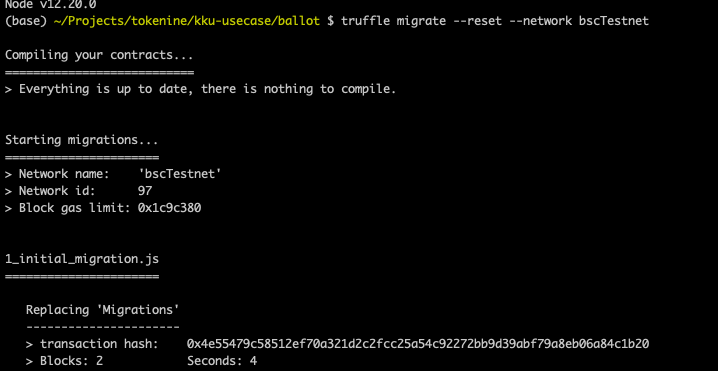 Node v12.20.0
(base) ~/Projects/tokenine/kku-usecase/ballot $ truffle migrate --reset --network bscTestnet
Compiling your contracts...
===========================
> Everything is up to date, there is nothing to compile.
Starting migrations...
======================
> Network name:    'bscTestnet'
> Network id:      97
> Block gas limit: 0x1c9c380
1_initial_migration.js
======================
Replacing 'Migrations'
----------------------
> transaction hash:    0x4e55479c58512ef70a321d2c2fcc25a54c92272bb9d39abf79a8eb06a84c1b20
> Blocks: 2            Seconds: 4